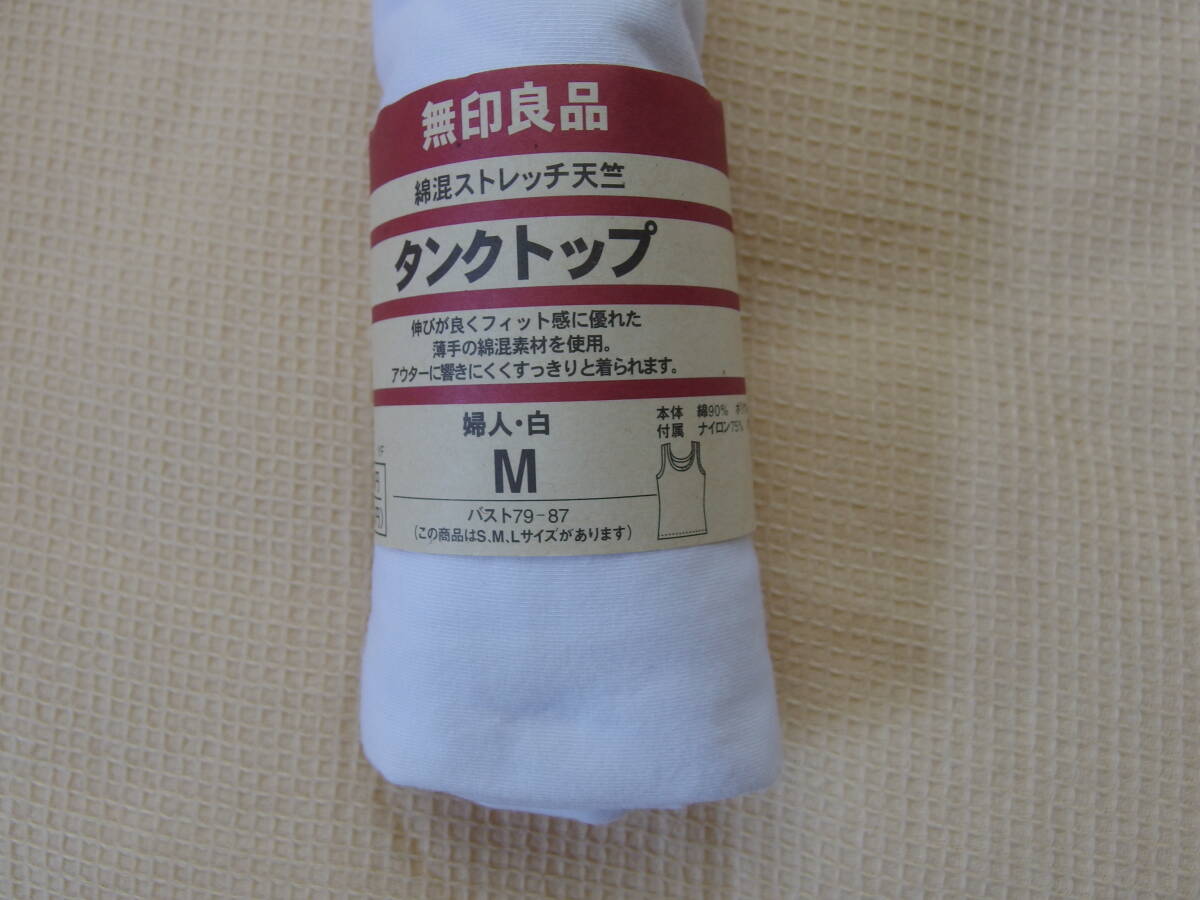 無印良品
綿混ストレッチ天竺
タンクトップ
伸びが良くフィット感に優れた
薄手の綿混素材を使用。
アウターに響きにくくすっきりと着られます。
婦人・白
M
バスト79-87
(この商品はS、M、Lサイズがあります)
本体 綿90%
付属 ナイロン75%